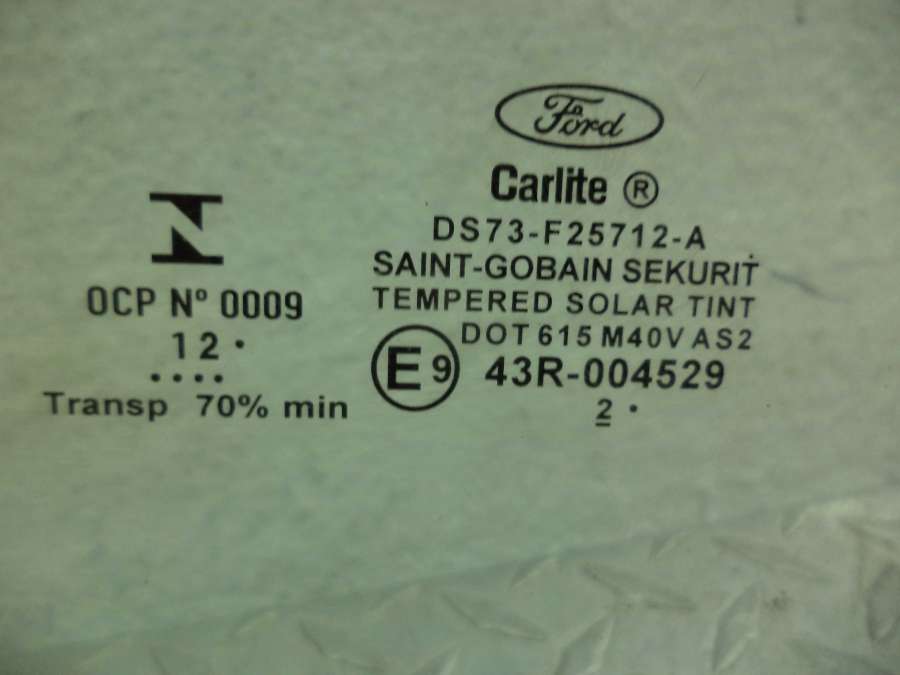 Ford
Carlite ®
DS73-F25712-A
SAINT-GOBAIN SEKURIT
TEMPERED SOLAR TINT
DOT 615 M40V AS2
E9 43R-004529
2 .
OCP Nº 0009
12 .
....
Transp 70% min